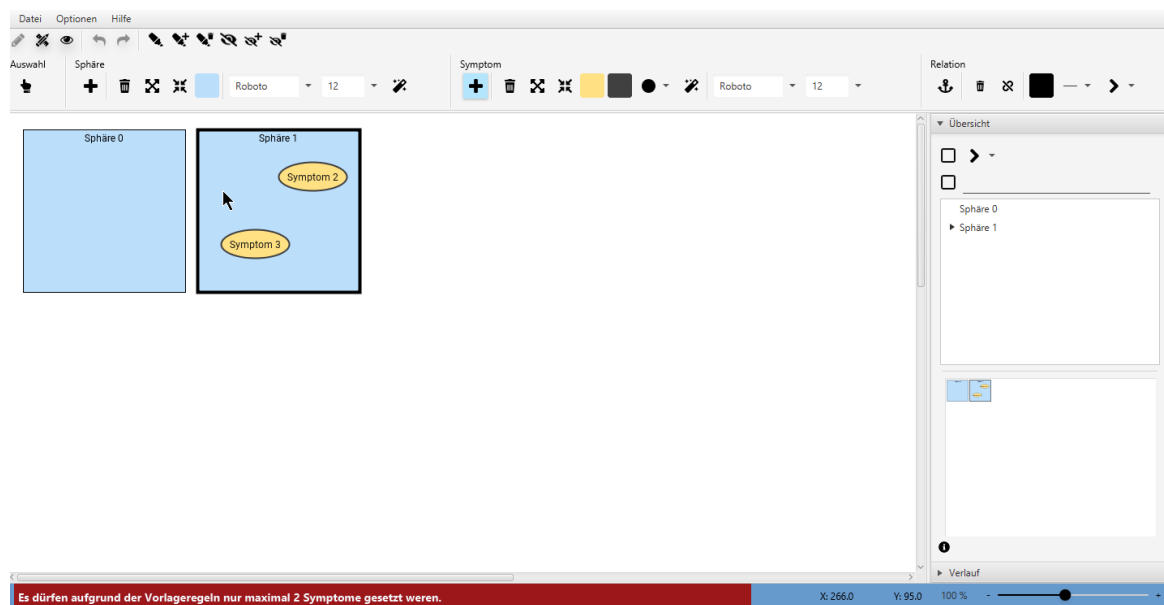 Datei Optionen Hilfe
Auswahl Sphäre Symptom Relation
Roboto 12 Roboto 12
Übersicht
Sphäre 0 Sphäre 1
Symptom 2
Symptom 3
Sphäre 0
Sphäre 1
Verlauf
Es dürfen aufgrund der Vorlageregeln nur maximal 2 Symptome gesetzt weren. X: 266.0 Y: 95.0 100 % - +